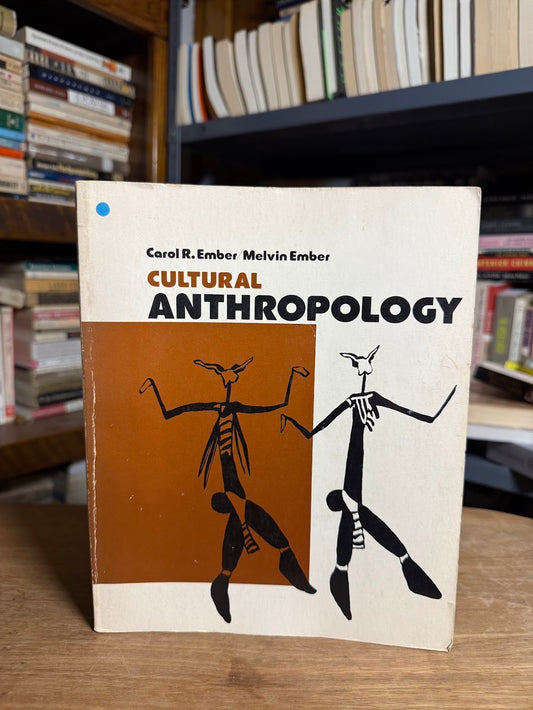 Carol R. Ember/Melvin Ember
CULTURAL
ANTHROPOLOGY